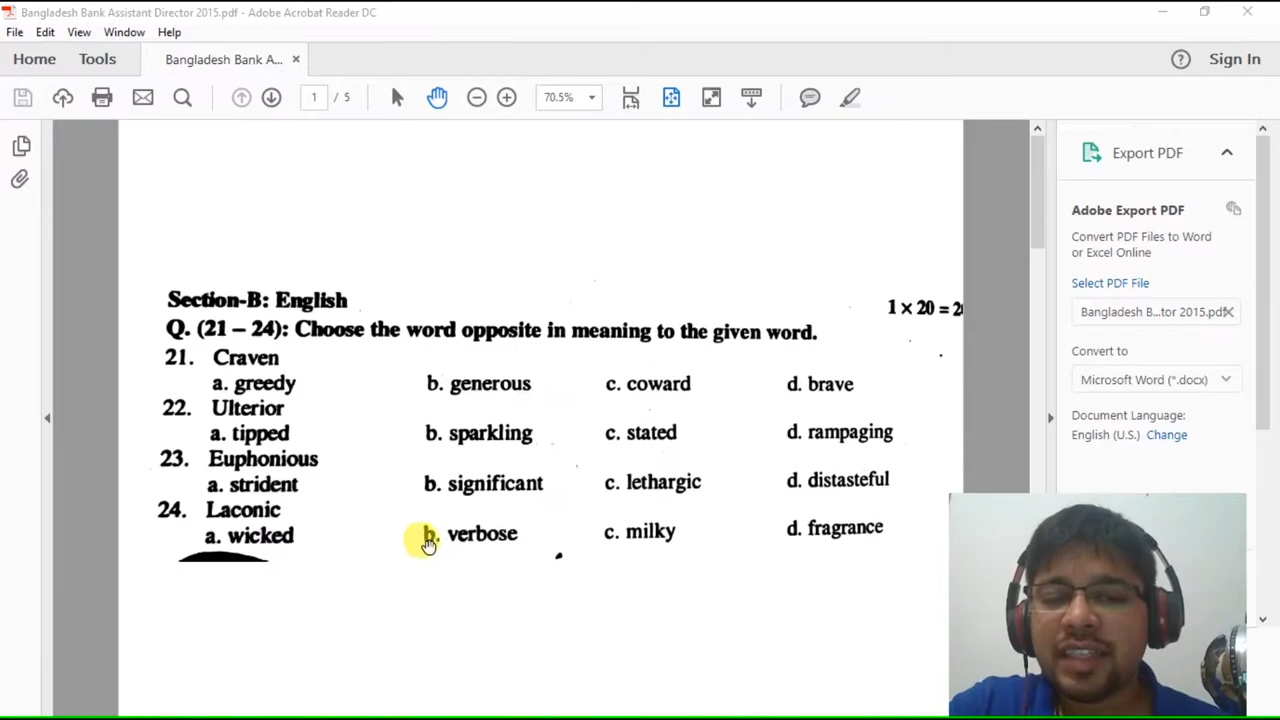 Bangladesh Bank Assistant Director 2015.pdf - Adobe Acrobat Reader DC
File Edit View Window Help
Home Tools Bangladesh Bank A... × Sign In
1 / 5 70.5%
Section-B: English
1 × 20 = 2
Q. (21 – 24): Choose the word opposite in meaning to the given word.
21. Craven
a. greedy b. generous c. coward d. brave
22. Ulterior
a. tipped b. sparkling c. stated d. rampaging
23. Euphonious
a. strident b. significant c. lethargic d. distasteful
24. Laconic
a. wicked b. verbose c. milky d. fragrance
Export PDF
Adobe Export PDF
Convert PDF Files to Word
or Excel Online
Select PDF File
Bangladesh B...tor 2015.pdf
Convert to
Microsoft Word (*.docx)
Document Language:
English (U.S.) Change